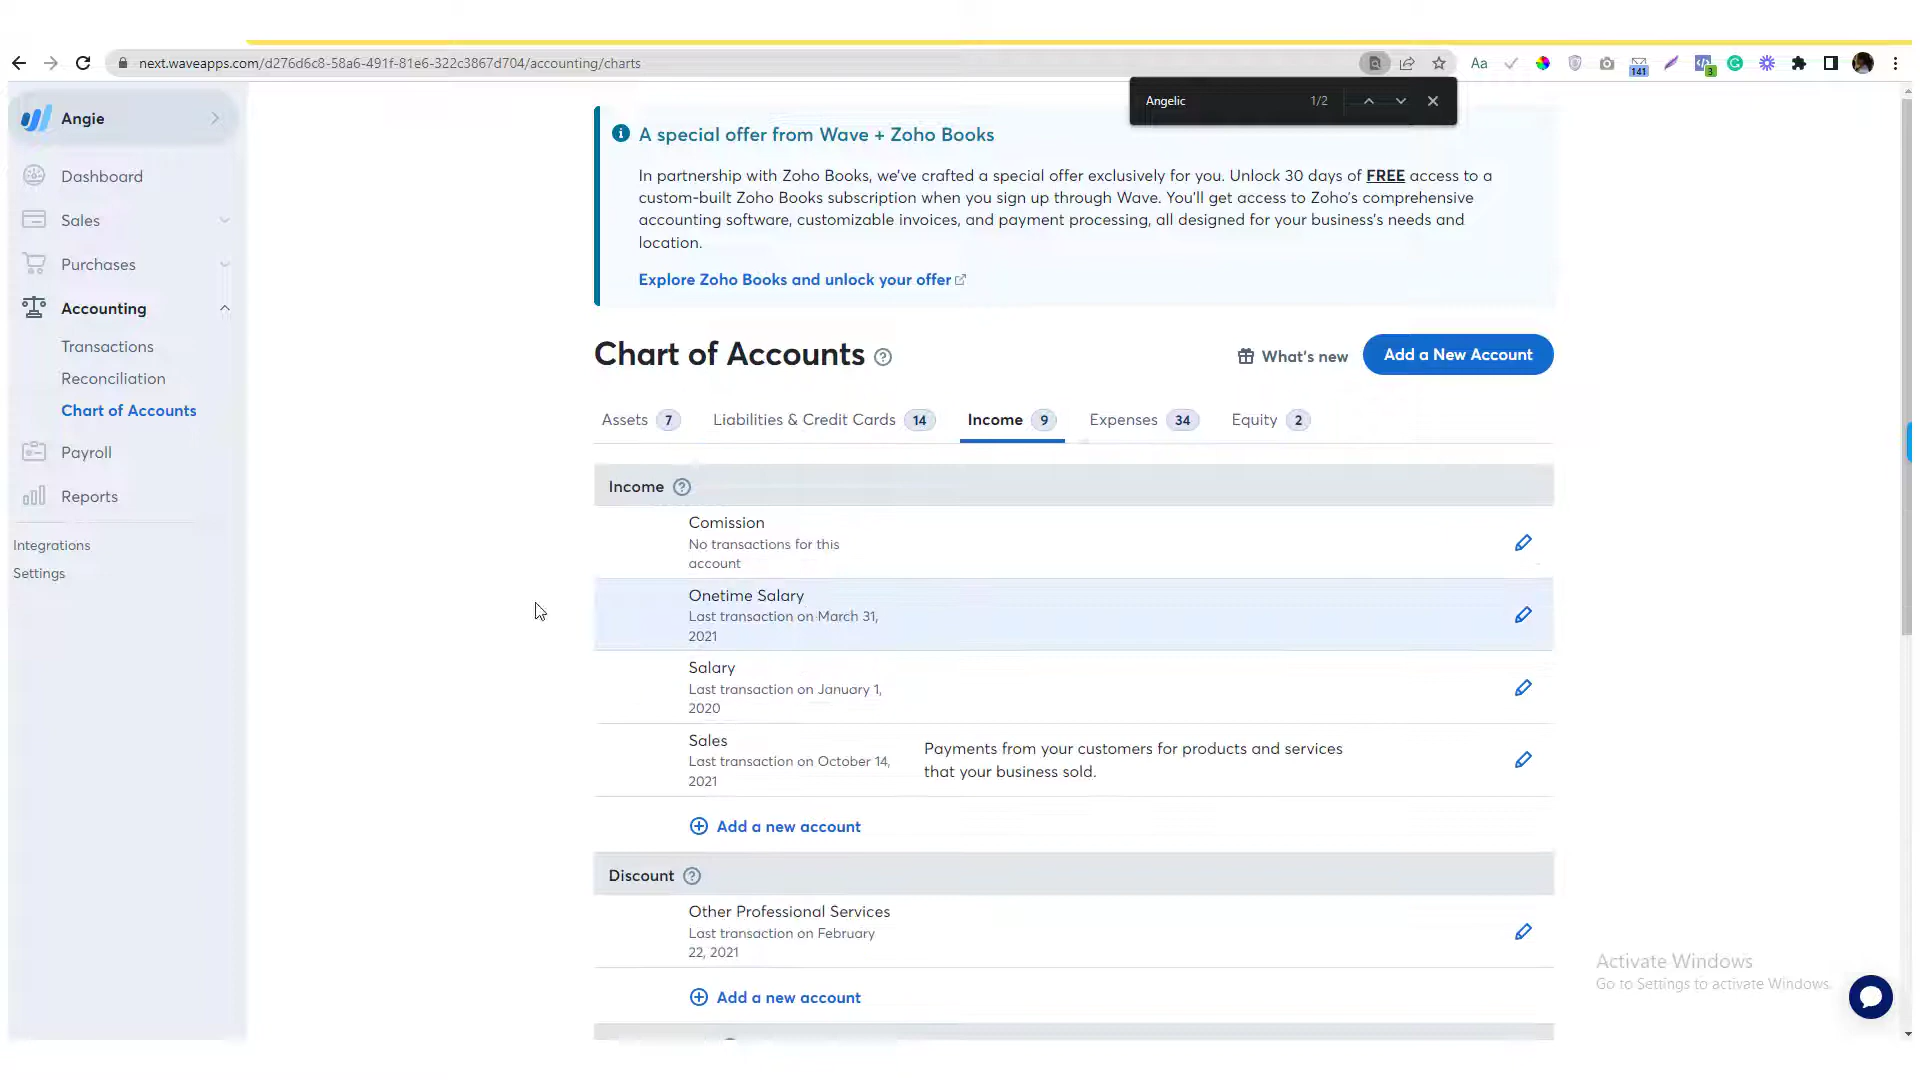 next.waveapps.com/d276d6c8-58a6-491f-81e6-322c3867d704/accounting/charts
Aa
141
3
Angelic 1/2
Angie
Dashboard
Sales
Purchases
Accounting
Transactions
Reconciliation
Chart of Accounts
Payroll
Reports
Integrations
Settings
A special offer from Wave + Zoho Books
In partnership with Zoho Books, we've crafted a special offer exclusively for you. Unlock 30 days of FREE access to a
custom-built Zoho Books subscription when you sign up through Wave. You'll get access to Zoho's comprehensive
accounting software, customizable invoices, and payment processing, all designed for your business's needs and
location.
Explore Zoho Books and unlock your offer
Chart of Accounts
What's new
Add a New Account
Assets 7 Liabilities & Credit Cards 14 Income 9 Expenses 34 Equity 2
Income
Comission
No transactions for this
account
Onetime Salary
Last transaction on March 31,
2021
Salary
Last transaction on January 1,
2020
Sales
Last transaction on October 14,
2021
Payments from your customers for products and services
that your business sold.
Add a new account
Discount
Other Professional Services
Last transaction on February
22, 2021
Add a new account
Activate Windows
Go to Settings to activate Windows.